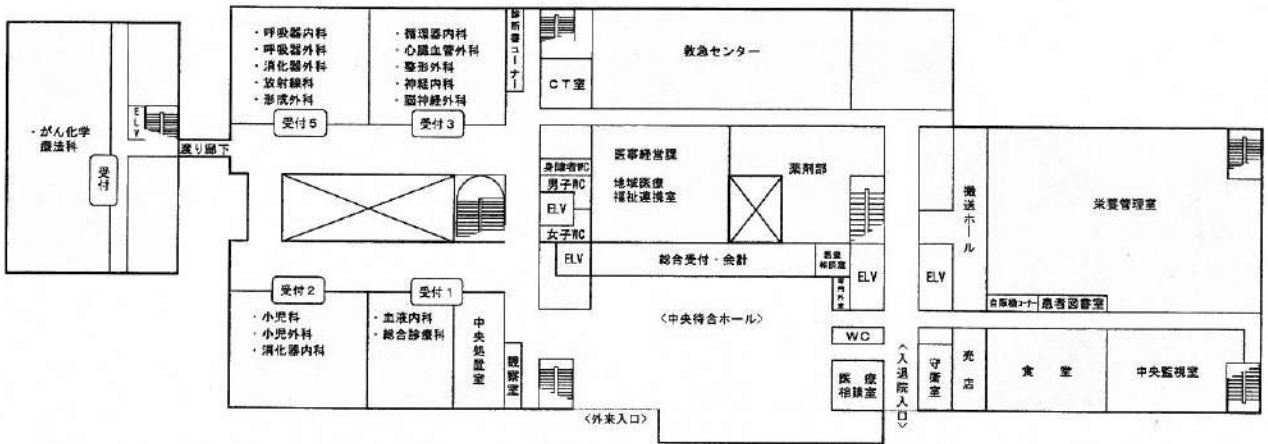 ・がん化学
療法科
受付
ELV
渡り廊下
・呼吸器内科
・呼吸器外科
・消化器外科
・放射線科
・形成外科
受付5
・循環器内科
・心臓血管外科
・整形外科
・神経内科
・脳神経外科
受付3
診断書コーナー
CT室
救急センター
身障者WC
男子WC
ELV
女子WC
ELV
医事経営課
地域医療
福祉連携室
薬剤部
総合受付・会計
相談室
ELV
ELV
搬送ホール
栄養管理室
自販機コーナー
患者図書室
受付2
・小児科
・小児外科
・消化器内科
受付1
・血液内科
・総合診療科
中央処置室
観察室
〈中央待合ホール〉
〈外来入口〉
WC
医療
相談室
〈入退院入口〉
守衛室
売店
食堂
中央監視室